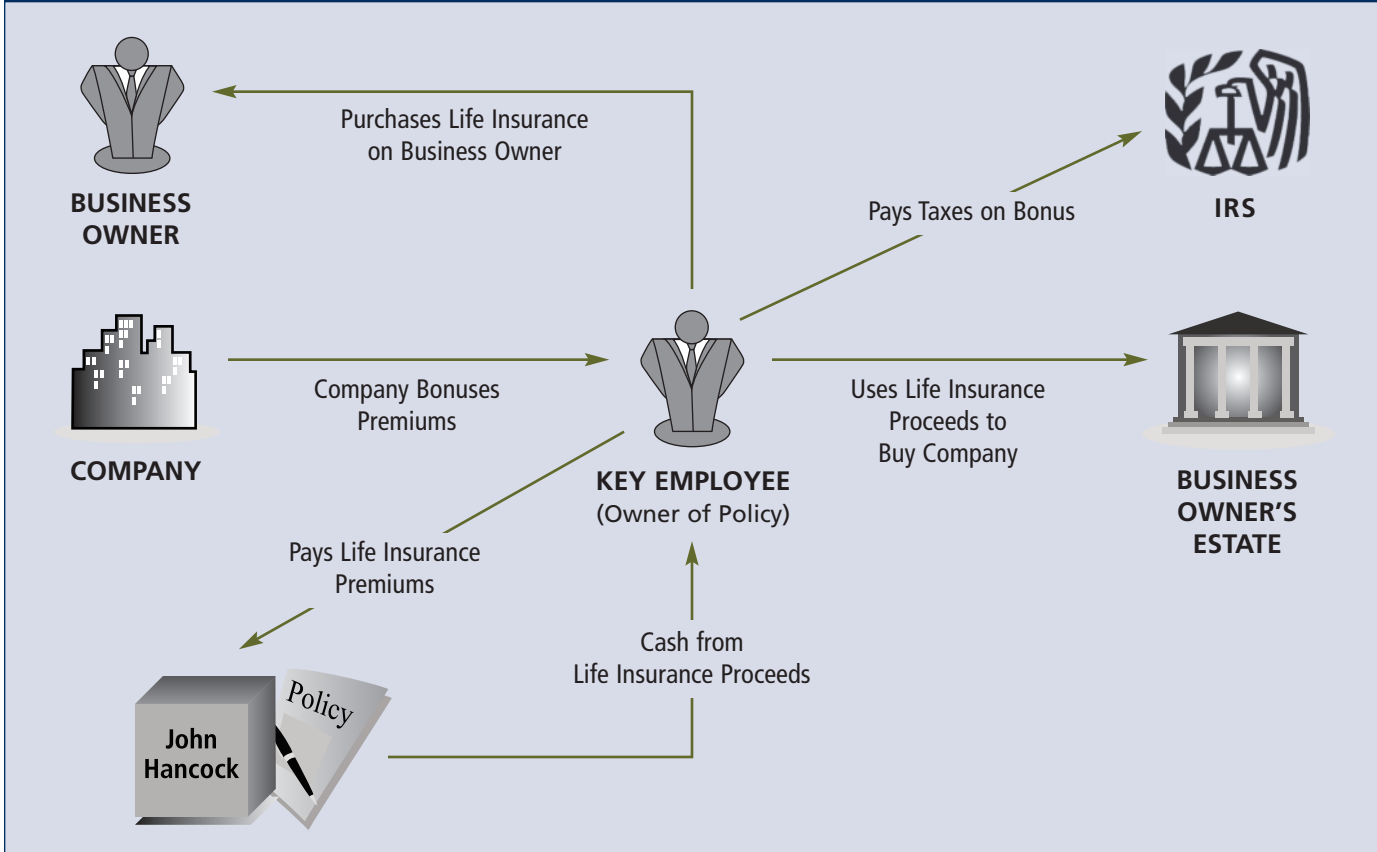 Purchases Life Insurance
on Business Owner
BUSINESS
OWNER
Pays Taxes on Bonus
IRS
Company Bonuses
Premiums
COMPANY
KEY EMPLOYEE
(Owner of Policy)
Uses Life Insurance
Proceeds to
Buy Company
BUSINESS
OWNER'S
ESTATE
Pays Life Insurance
Premiums
Cash from
Life Insurance Proceeds
John
Hancock
Policy